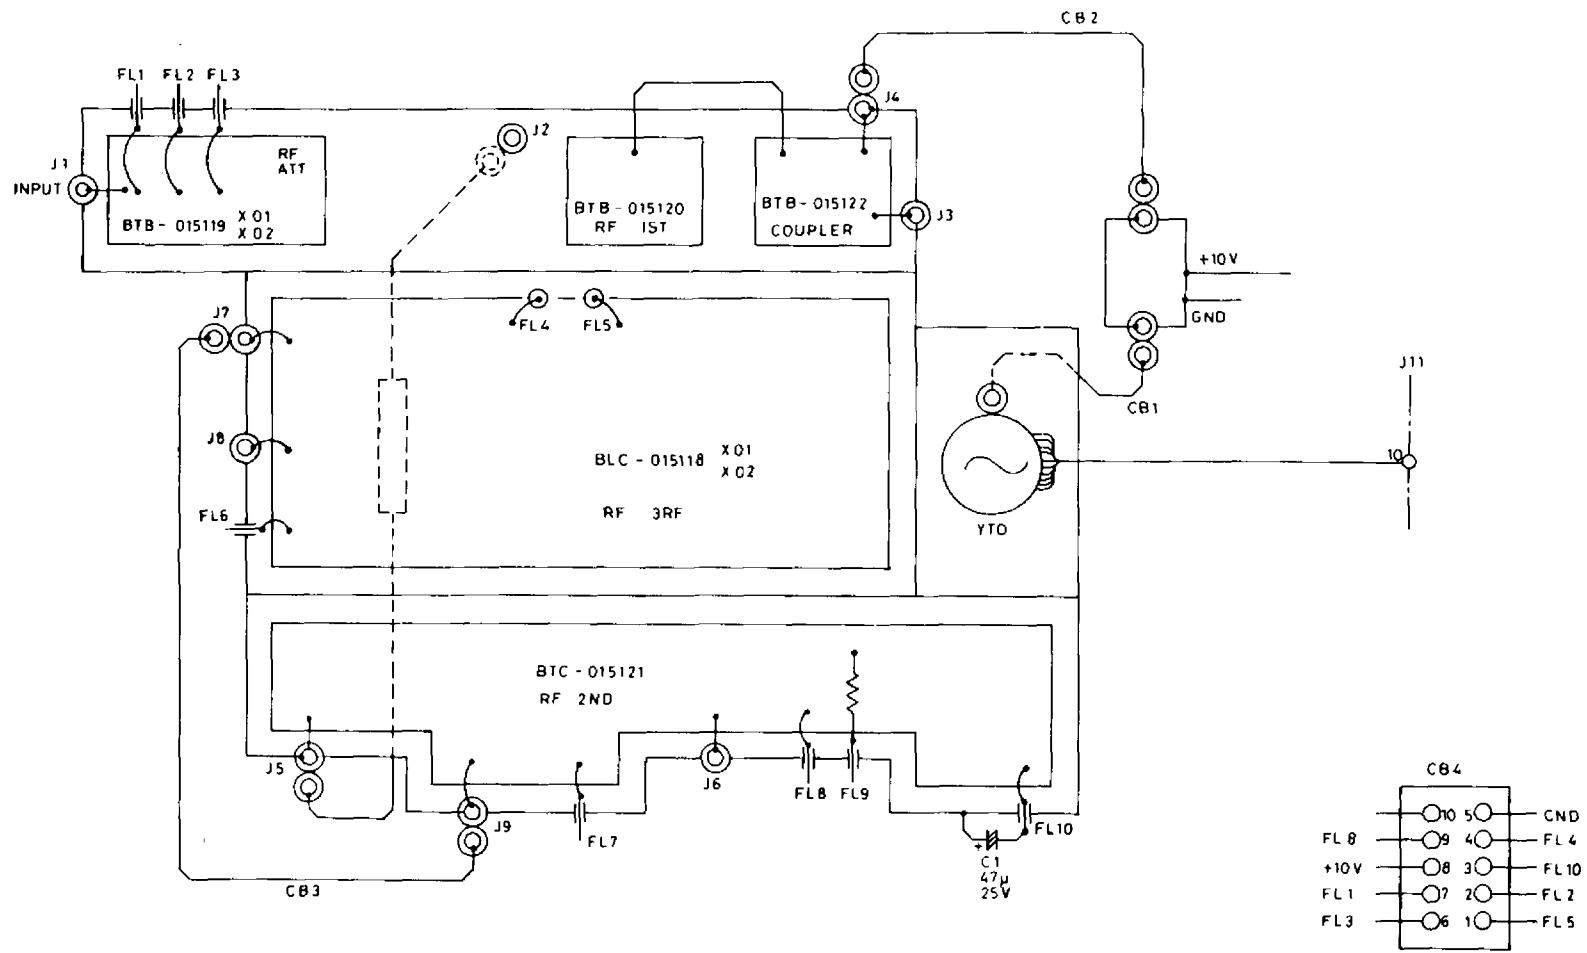 CB2
FL1 FL2 FL3
J4
J2
J1
INPUT
RF
ATT
BTB-015119 X01
X02
BTB-015120
RF 1ST
BTB-015122
COUPLER
J3
+10V
GND
J7
FL4 FL5
J11
CB1
J8
BLC-015118 X01
X02
RF 3RF
10
FL6
YTO
BTC-015121
RF 2ND
J5
J6
FL8 FL9
J9
FL7
FL10
+
C1
47µ
25V
CB3
CB4
10 5 GND
FL8 9 4 FL4
+10V 8 3 FL10
FL1 7 2 FL2
FL3 6 1 FL5